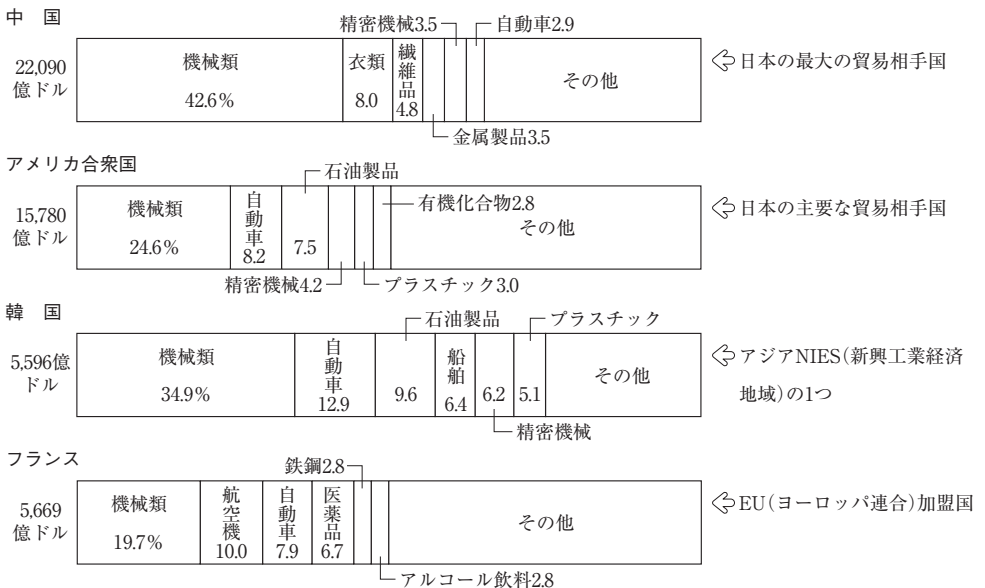 中　国
精密機械3.5
自動車2.9
22,090
億ドル
機械類
42.6%
衣類
8.0
繊維品
4.8
その他
⇦日本の最大の貿易相手国
金属製品3.5
アメリカ合衆国
石油製品
15,780
億ドル
機械類
24.6%
自動車
8.2
7.5
有機化合物2.8
その他
⇦日本の主要な貿易相手国
精密機械4.2
プラスチック3.0
韓　国
石油製品
プラスチック
5,596億
ドル
機械類
34.9%
自動車
12.9
9.6
船舶
6.4
6.2
5.1
その他
⇦アジアNIES(新興工業経済
地域)の1つ
精密機械
フランス
鉄鋼2.8
5,669
億ドル
機械類
19.7%
航空機
10.0
自動車
7.9
医薬品
6.7
その他
⇦EU(ヨーロッパ連合)加盟国
アルコール飲料2.8